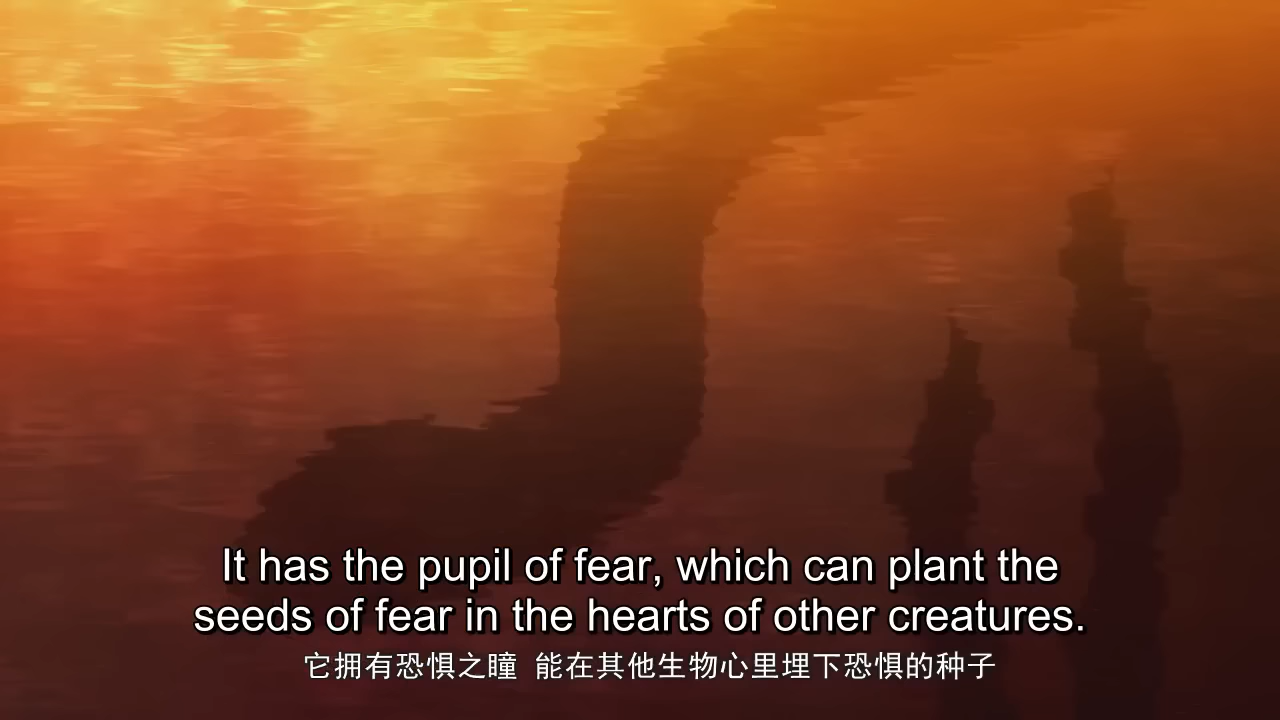 It has the pupil of fear, which can plant the
seeds of fear in the hearts of other creatures.
它拥有恐惧之瞳 能在其他生物心里埋下恐惧的种子